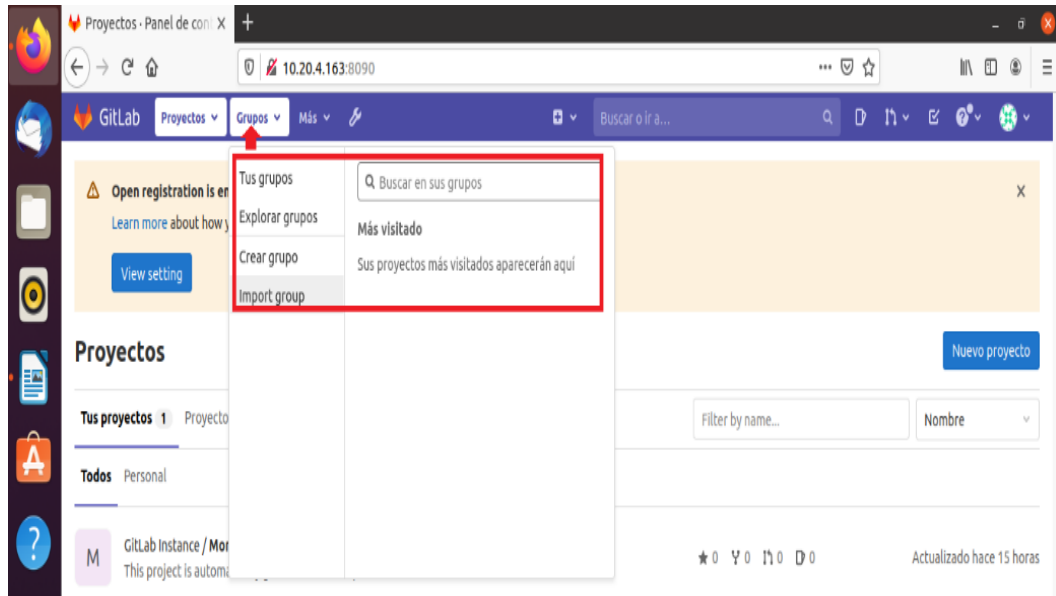 Proyectos · Panel de cont
10.20.4.163:8090
GitLab Proyectos Grupos Más Buscar o ir a...
Open registration is en
Learn more about how y
View setting
Tus grupos
Explorar grupos
Crear grupo
Import group
Buscar en sus grupos
Más visitado
Sus proyectos más visitados aparecerán aquí
Proyectos
Nuevo proyecto
Tus proyectos 1 Proyecto
Filter by name...
Nombre
Todos Personal
M
GitLab Instance / Mor
This project is automa
0 0 0 0
Actualizado hace 15 horas